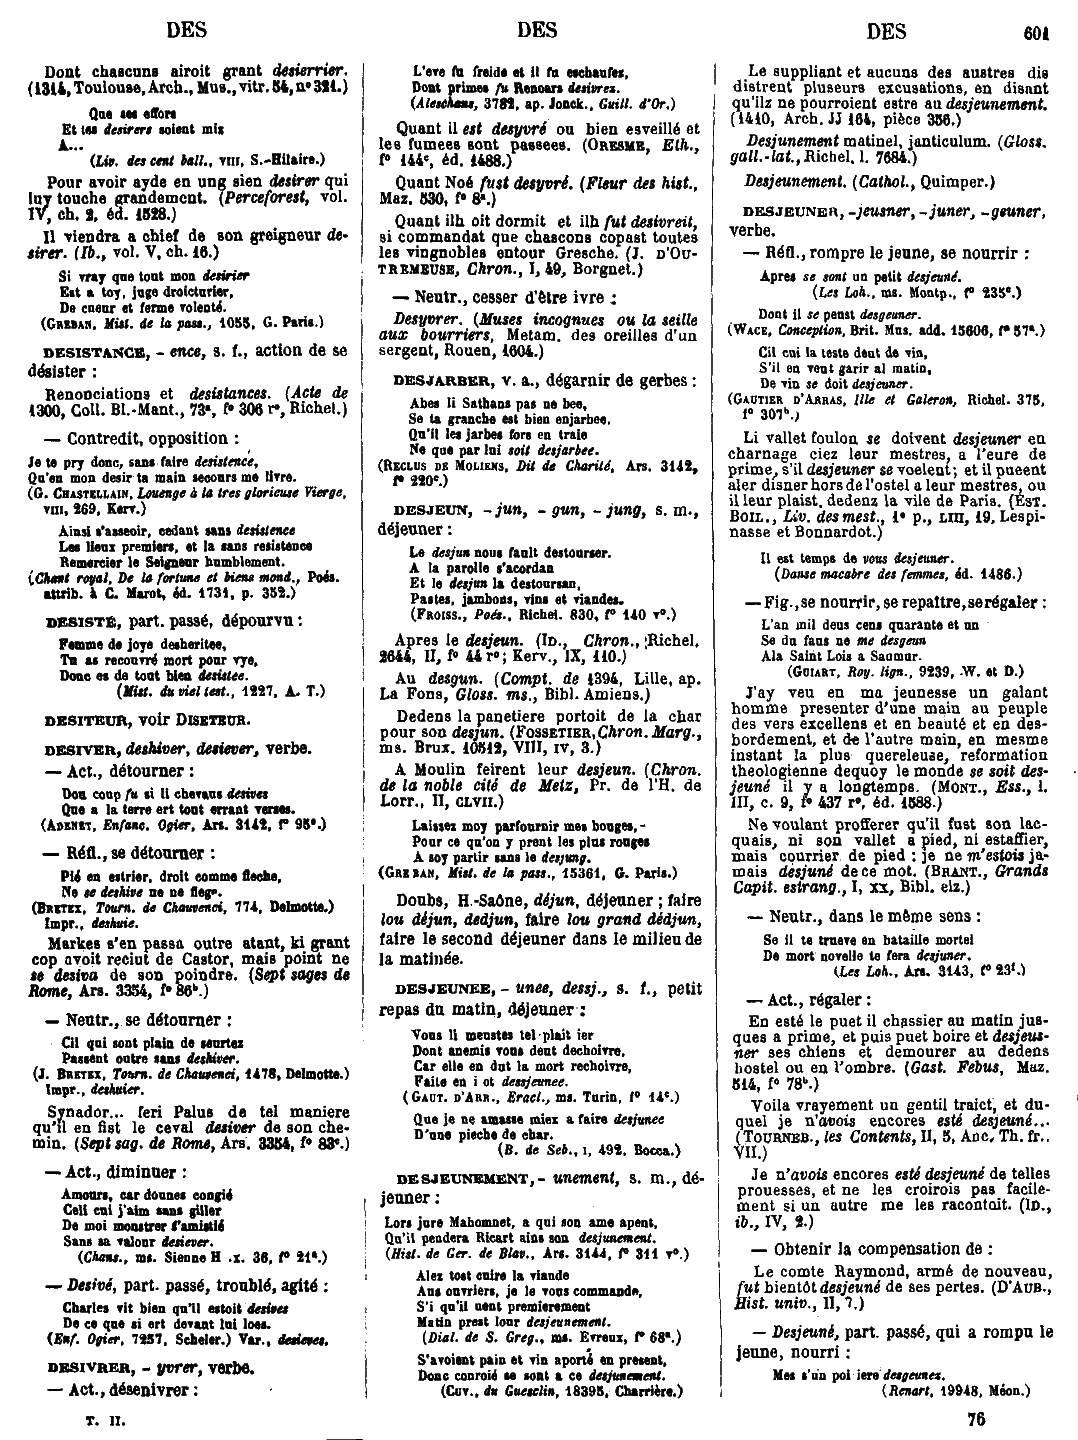 DES
DES
DES
601
Dont chascuns airoit grant desierrier.
(1314, Toulouse, Arch., Mus., vitr. 54, n° 321.)
Que ses effors
Et tes desirers soient mis
A...
(Liv. des cent ball., VIII, S.-Hilaire.)
Pour avoir ayde en ung sien desirer qui
luy touche grandement. (Perceforest, vol.
IV, ch. 2, éd. 1528.)
Il viendra a chief de son greigneur de-
sirer. (Ib., vol. V, ch. 16.)
Si vray que tout mon desirier
Est a toy, juge droicturier,
De cueur et ferme volenté.
(GREBAN, Mist. de la pass., 1055, G. Paris.)
DESISTANCE, - ence, s. f., action de se
désister :
Renonciations et desistances. (Acte de
1300, Coll. Bl.-Mant., 73ª, f° 306 r°, Richel.)
— Contredit, opposition :
Je te pry donc, sans faire desistence,
Qu'en mon desir ta main secours me livre.
(G. CHASTELLAIN, Louenge à la tres glorieuse Vierge,
VIII, 269, Kerv.)
Ainsi s'asseoir, cedant sans desistence
Les lieux premiers, et la sans resistence
Remercier le Seigneur humblement.
(Chant royal, De la fortune et biens mond., Poés.
attrib. à C. Marot, éd. 1731, p. 352.)
DESISTÉ, part. passé, dépourvu :
Femme de joye desheritee,
Tu as recouvré mort pour vye,
Donc es de tout bien desistee.
(Mist. du viel test., 1227, A. T.)
DESITEUR, voir DISETEUR.
DESIVER, deshiver, desiever, verbe.
— Act., détourner :
Dou coup fu si li chevaus desives
Que a la terre ert tout errant verses.
(ADENET, Enfanc. Ogier, Ars. 3142, f° 95ᵉ.)
— Réfl., se détourner :
Pié en estrier, droit comme fleche,
Ne se deshive ne ne flege.
(BRETEX, Tourn. de Chauvenci, 774, Delmotte.)
Impr., deshuie.
Markes s'en passa outre atant, ki grant
cop avoit reciut de Castor, mais point ne
se desiva de son poindre. (Sept sages de
Rome, Ars. 3354, f° 86ᵇ.)
— Neutr., se détourner :
Cil qui sont plain de seurtez
Passent outre sans deshiver.
(J. BRETEX, Tourn. de Chauvenci, 1478, Delmotte.)
Impr., deshuier.
Synador... feri Palus de tel maniere
qu'il en fist le ceval desiver de son che-
min. (Sept sag. de Rome, Ars. 3354, f° 83ᶜ.)
— Act., diminuer :
Amours, car dounes congié
Celi cui j'aim sans giller
De moi monstrer l'amistié
Sans sa valour desiever.
(Chans., ms. Sienne H .x. 36, f° 21ª.)
— Desivé, part. passé, troublé, agité :
Charles vit bien qu'il estoit desives
De ce que si ert devant lui loes.
(Enf. Ogier, 7257, Scheler.) Var., desieves.
DESIVRER, - yvrer, verbe.
— Act., désenivrer :
T. II.
L'eve fu freide et il fu eschaufez,
Dont primes fu Renoars desivrez.
(Aleschans, 3782, ap. Jonck., Guill. d'Or.)
Quant il est desyvré ou bien esveillé et
les fumees sont passees. (ORESME, Eth.,
f° 144ᶜ, éd. 1488.)
Quant Noé fust desyvré. (Fleur des hist.,
Maz. 530, f° 8ª.)
Quant ilh oit dormit et ilh fut desivreit,
si commandat que chascons copast toutes
les vingnobles entour Gresche. (J. D'OU-
TREMEUSE, Chron., I, 49, Borgnet.)
— Neutr., cesser d'être ivre :
Desyvrer. (Muses incognues ou la seille
aux bourriers, Metam. des oreilles d'un
sergent, Rouen, 1604.)
DESJARBER, v. a., dégarnir de gerbes :
Abes li Sathans pas ne bee,
Se ta granche est bien enjarbee,
Qu'il les jarbes fors en traie
Ne que par lui soit desjarbee.
(RECLUS DE MOLIENS, Dit de Charité, Ars. 3142,
f° 220ᶜ.)
DESJEUN, - jun, - gun, - jung, s. m.,
déjeuner :
Le desjun nous fault destourser.
A la parolle s'acordan
Et le desjun la destoursan,
Pastes, jambons, vins et viandes.
(FROISS., Poés., Richel. 830, f° 140 v°.)
Apres le desjeun. (ID., Chron., Richel.
2644, II, f° 44 r°; Kerv., IX, 110.)
Au desgun. (Compt. de 1394, Lille, ap.
La Fons, Gloss. ms., Bibl. Amiens.)
Dedens la panetiere portoit de la char
pour son desjun. (FOSSETIER, Chron. Marg.,
ms. Brux. 10512, VIII, IV, 3.)
A Moulin feirent leur desjeun. (Chron.
de la noble cité de Metz, Pr. de l'H. de
Lorr., II, CLVII.)
Laissez moy parfournir mes bouges,
Pour ce qu'on y prent les plus rouges
A soy partir sans le desjung.
(GREBAN, Mist. de la pass., 15361, G. Paris.)
Doubs, H.-Saône, déjun, déjeuner ; faire
lou déjun, dedjun, faire lou grand dédjun,
faire le second déjeuner dans le milieu de
la matinée.
DESJEUNEE, - unee, dessj., s. f., petit
repas du matin, déjeuner :
Vous li meustes tel plait ier
Dont anemis vous deut dechoivre,
Car elle en dut la mort rechoivre,
Faite en i ot dessjeunee.
(GAUT. D'ARR., Eracl., ms. Turin, f° 14ᶜ.)
Que je ne amasse miex a faire desjunee
D'une pieche de char.
(B. de Seb., I, 492, Bocca.)
DESJEUNEMENT, - unement, s. m., dé-
jeuner :
Lors jure Mahomnet, a qui son ame apent,
Qu'il pendera Ricart ains son desjunement.
(Hist. de Ger. de Blav., Ars. 3144, f° 311 v°.)
Alez tost cuire la viande
Aus ouvriers, je le vous commande,
S'i qu'il aent premierement
Matin prest lour desjeunement.
(Dial. de S. Greg., ms. Evreux, f° 68ª.)
S'avoient pain et vin aporté en present,
Donc conroié se sont a ce desjunement.
(CUV., du Guesclin, 18395, Charrière.)
Le suppliant et aucuns des austres dis
distrent plusieurs excusations, en disant
qu'ilz ne pourroient estre au desjeunement.
(1410, Arch. JJ 164, pièce 356.)
Desjunement matinel, janticulum. (Gloss.
gall.-lat., Richel. l. 7684.)
Desjeunement. (Cathol., Quimper.)
DESJEUNER, -jeusner, -juner, -geuner,
verbe.
— Réfl., rompre le jeune, se nourrir :
Apres se sont un petit desjeuné.
(Les Loh., ms. Montp., f° 235ᵉ.)
Dont il se penst desgeuner.
(WACE, Conception, Brit. Mus. add. 15606, f° 57ª.)
Cil cui la teste deut de vin,
S'il en veut garir al matin,
De vin se doit desjeuner.
(GAUTIER D'ARRAS, Ille et Galeron, Richel. 375,
f° 307ᵇ.)
Li vallet foulon se doivent desjeuner en
charnage ciez leur mestres, a l'eure de
prime, s'il desjeuner se voelent; et il pueent
aler disner hors de l'ostel a leur mestres, ou
il leur plaist, dedenz la vile de Paris. (EST.
BOIL., Liv. des mest., 1ᵉ p., LIII, 19, Lespi-
nasse et Bonnardot.)
Il est temps de vous desjeuner.
(Danse macabre des femmes, éd. 1486.)
— Fig., se nourrir, se repaître, se régaler :
L'an mil deus cens quarante et un
Se du fans ne me desgeun
Ala Saint Lois a Saumur.
(GUIART, Roy. lign., 9239, W. et D.)
J'ay veu en ma jeunesse un galant
homme presenter d'une main au peuple
des vers excellens et en beauté et en des-
bordement, et de l'autre main, en mesme
instant la plus quereleuse, reformation
theologienne dequoy le monde se soit des-
jeuné il y a longtemps. (MONT., Ess., l.
III, c. 9, f° 437 r°, éd. 1588.)
Ne voulant profferer qu'il fust son lac-
quais, ni son vallet a pied, ni estaffier,
mais courrier de pied : je ne m'estois ja-
mais desjuné de ce mot. (BRANT., Grands
Capit. estrang., I, XX, Bibl. elz.)
— Neutr., dans le même sens :
Se il te trueve en bataille mortel
De mort novelle te fera desjuner.
(Les Loh., Ars. 3143, f° 23ᶠ.)
— Act., régaler :
En esté le puet il chassier au matin jus-
ques a prime, et puis puet boire et desjeus-
ner ses chiens et demourer au dedens
hostel ou en l'ombre. (Gast. Febus, Maz.
514, f° 78ᵇ.)
Voila vrayement un gentil traict, et du-
quel je n'avois encores esté desjeuné...
(TOURNEB., les Contents, II, 5, Anc. Th. fr.,
VII.)
Je n'avois encores esté desjeuné de telles
prouesses, et ne les croirois pas facile-
ment si un autre me les racontait. (ID.,
ib., IV, 2.)
— Obtenir la compensation de :
Le comte Raymond, armé de nouveau,
fut bientôt desjeuné de ses pertes. (D'AUB.,
Hist. univ., II, 7.)
— Desjeuné, part. passé, qui a rompu le
jeune, nourri :
Mes s'un poi iere desgeunez.
(Renart, 19948, Méon.)
76